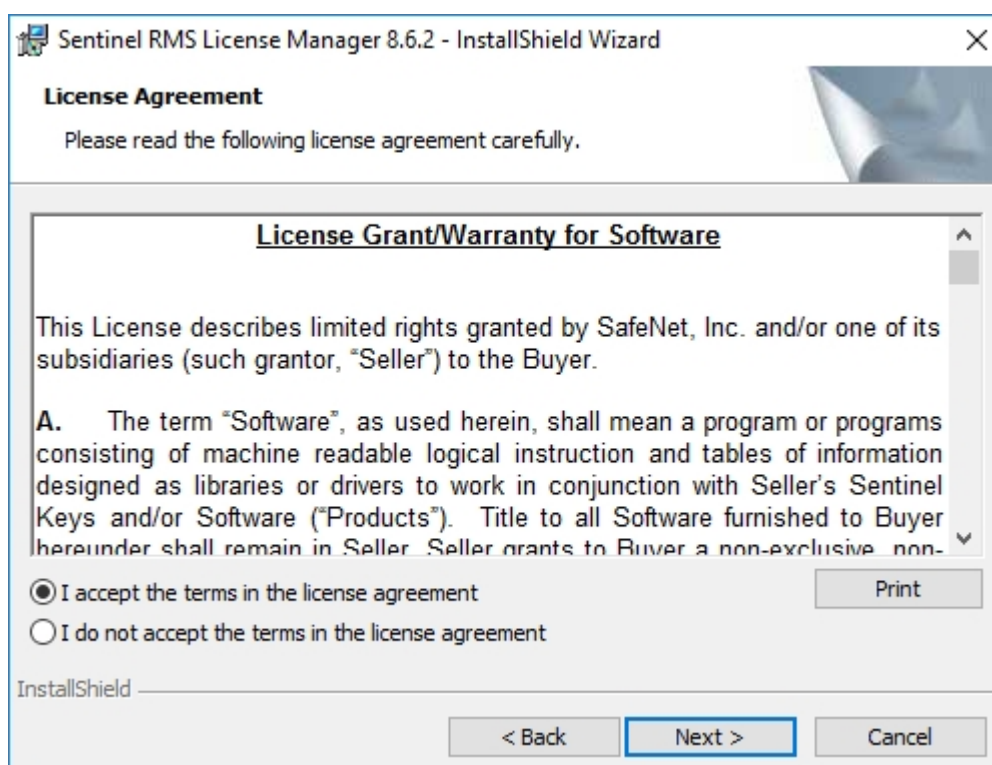 Sentinel RMS License Manager 8.6.2 - InstallShield Wizard
License Agreement
Please read the following license agreement carefully.
License Grant/Warranty for Software
This License describes limited rights granted by SafeNet, Inc. and/or one of its
subsidiaries (such grantor, “Seller”) to the Buyer.
A. The term “Software”, as used herein, shall mean a program or programs
consisting of machine readable logical instruction and tables of information
designed as libraries or drivers to work in conjunction with Seller's Sentinel
Keys and/or Software (“Products”). Title to all Software furnished to Buyer
hereunder shall remain in Seller. Seller grants to Buyer a non-exclusive, non-
I accept the terms in the license agreement
Print
I do not accept the terms in the license agreement
InstallShield
< Back
Next >
Cancel